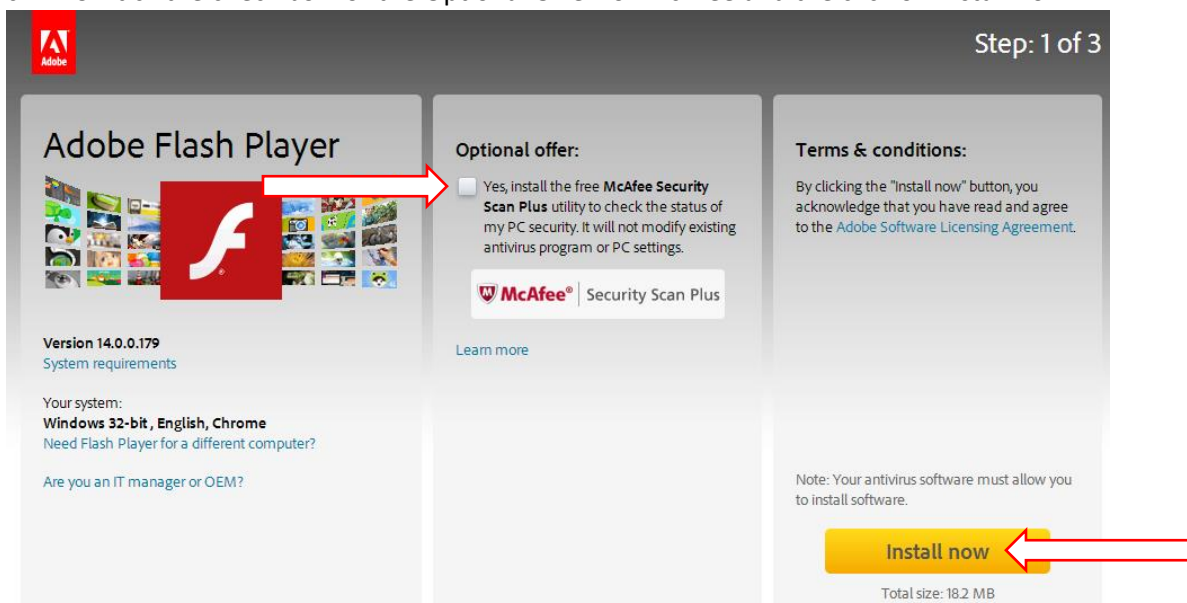 Adobe
Step: 1 of 3
Adobe Flash Player
Version 14.0.0.179
System requirements
Your system:
Windows 32-bit , English, Chrome
Need Flash Player for a different computer?
Are you an IT manager or OEM?
Optional offer:
Yes, install the free McAfee Security
Scan Plus utility to check the status of
my PC security. It will not modify existing
antivirus program or PC settings.
McAfee® Security Scan Plus
Learn more
Terms & conditions:
By clicking the "Install now" button, you
acknowledge that you have read and agree
to the Adobe Software Licensing Agreement.
Note: Your antivirus software must allow you
to install software.
Install now
Total size: 18.2 MB